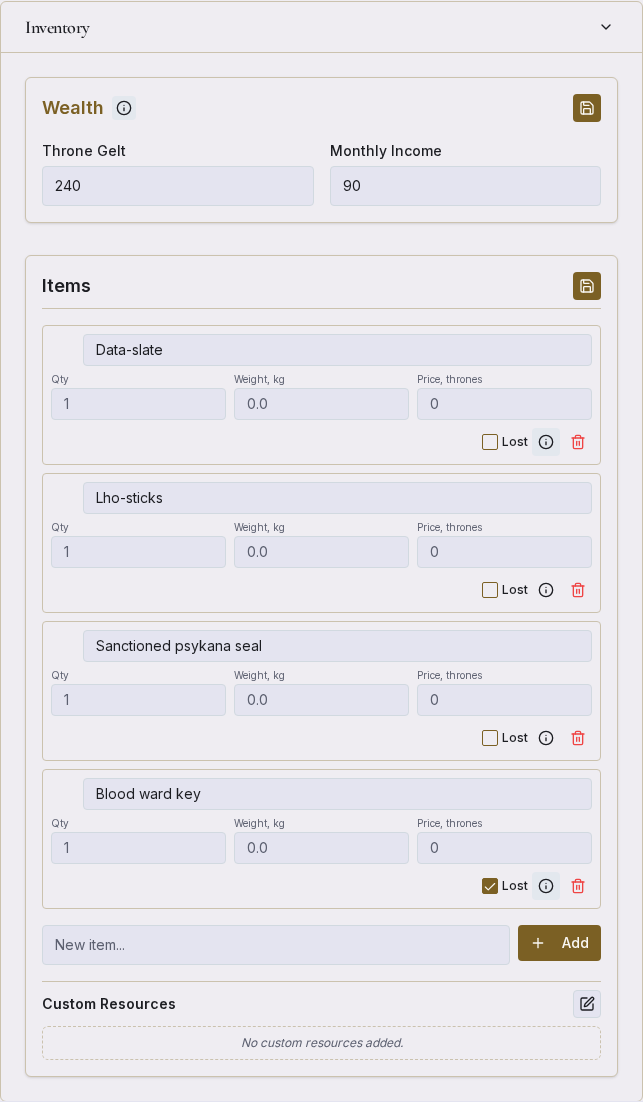 Inventory
Wealth
Throne Gelt Monthly Income
240 90
Items
Data-slate
Qty Weight, kg Price, thrones
1 0.0 0
Lost
Lho-sticks
Qty Weight, kg Price, thrones
1 0.0 0
Lost
Sanctioned psykana seal
Qty Weight, kg Price, thrones
1 0.0 0
Lost
Blood ward key
Qty Weight, kg Price, thrones
1 0.0 0
Lost
New item...
Add
Custom Resources
No custom resources added.